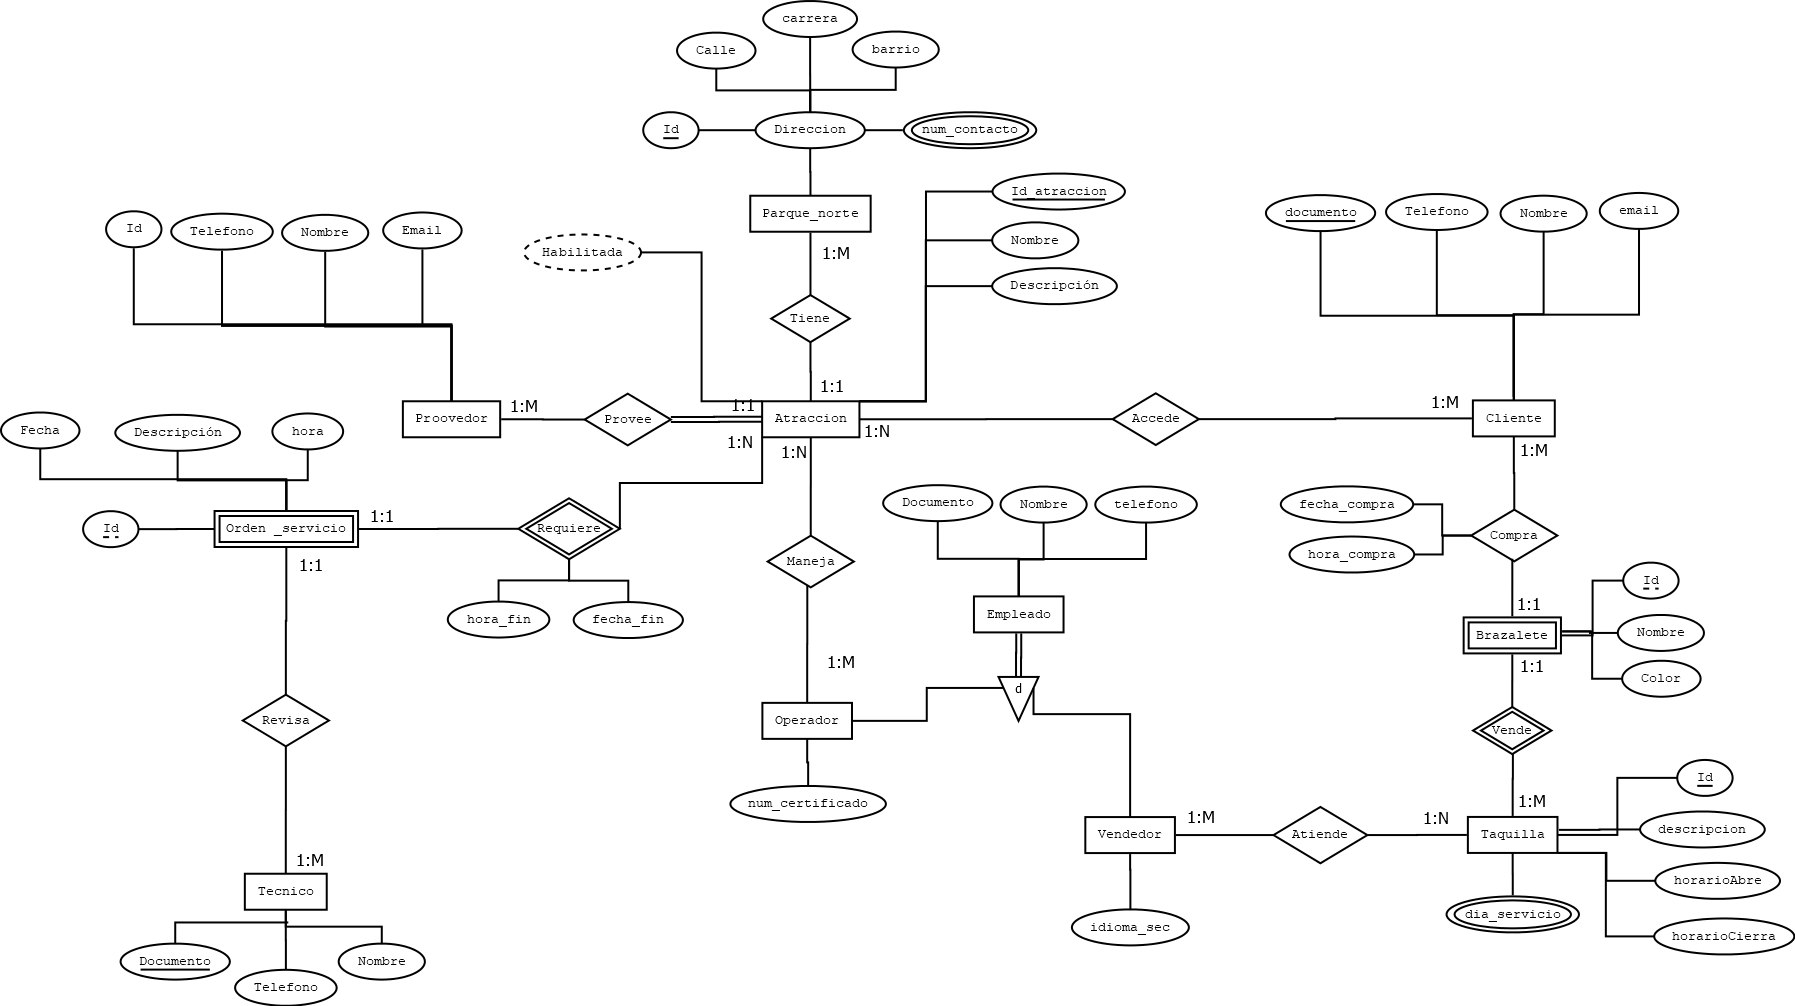 carrera
Calle
barrio
Id
Direccion
num_contacto
Id_atraccion
Parque_norte
documento
Telefono
Nombre
email
Id
Telefono
Nombre
Email
Nombre
Habilitada
1:M
Descripción
Tiene
1:1
1:M
1:1
1:M
Proovedor
Provee
Atraccion
Accede
Cliente
Fecha
Descripción
hora
1:N
1:N
1:N
1:M
Documento
Nombre
telefono
fecha_compra
1:1
Id
Orden _servicio
Requiere
Compra
hora_compra
1:1
Maneja
Id
hora_fin
fecha_fin
Empleado
1:1
Brazalete
Nombre
1:M
1:1
Color
d
Revisa
Operador
Vende
num_certificado
Id
1:M
1:M
1:N
Vendedor
Atiende
Taquilla
descripcion
1:M
Tecnico
horarioAbre
dia_servicio
idioma_sec
horarioCierra
Documento
Nombre
Telefono